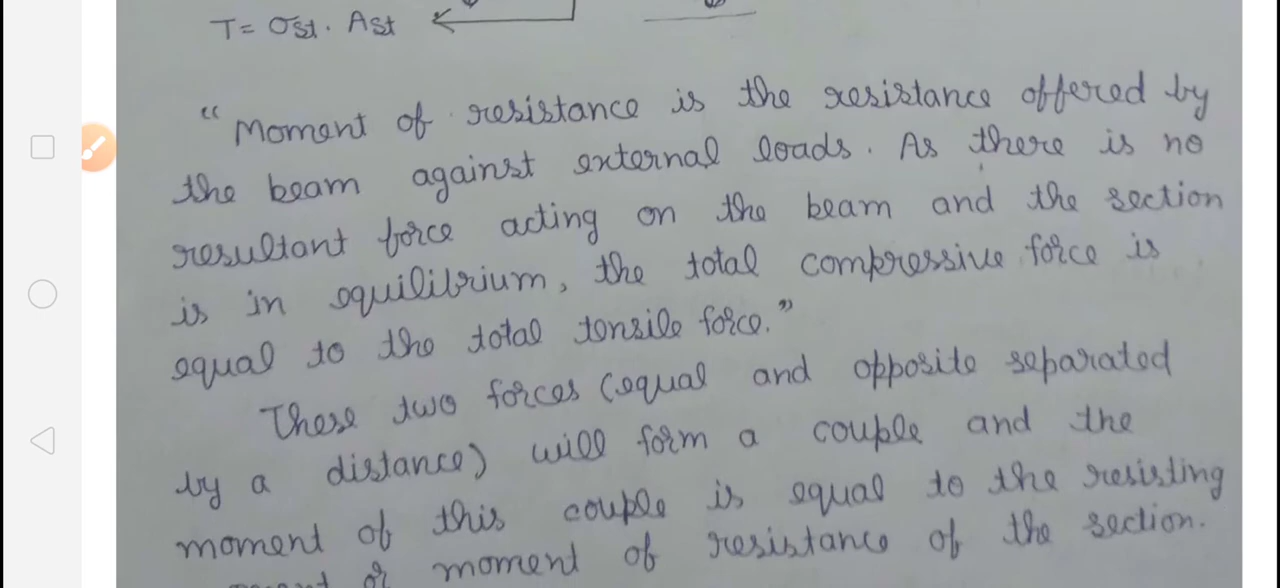 T = σst. Ast
“Moment of resistance is the resistance offered by
the beam against external loads. As there is no
resultant force acting on the beam and the section
is in equilibrium, the total compressive force is
equal to the total tensile force.”
These two forces (equal and opposite separated
by a distance) will form a couple and the
moment of this couple is equal to the resisting
moment or moment of resistance of the section.